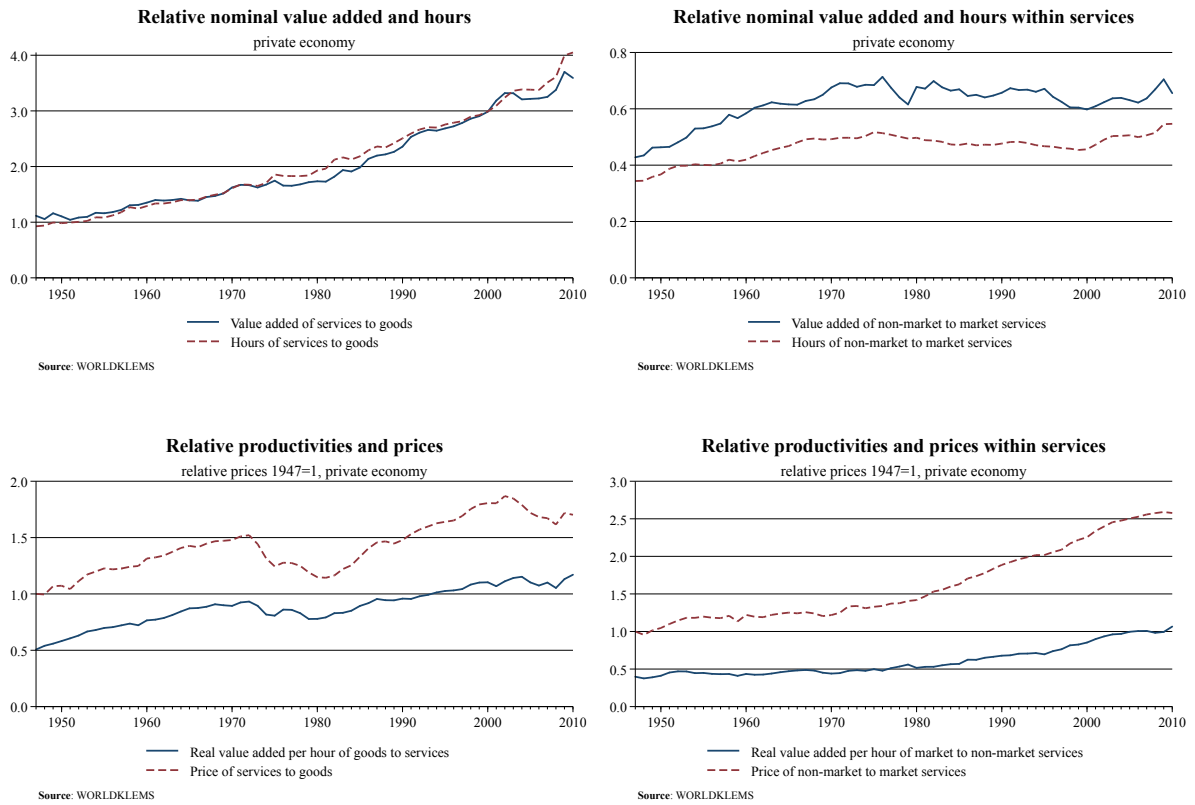 Relative nominal value added and hours
private economy
4.0
3.0
2.0
1.0
0.0
1950 1960 1970 1980 1990 2000 2010
Value added of services to goods
Hours of services to goods
Source: WORLDKLEMS
Relative nominal value added and hours within services
private economy
0.8
0.6
0.4
0.2
0.0
1950 1960 1970 1980 1990 2000 2010
Value added of non-market to market services
Hours of non-market to market services
Source: WORLDKLEMS
Relative productivities and prices
relative prices 1947=1, private economy
2.0
1.5
1.0
0.5
0.0
1950 1960 1970 1980 1990 2000 2010
Real value added per hour of goods to services
Price of services to goods
Source: WORLDKLEMS
Relative productivities and prices within services
relative prices 1947=1, private economy
3.0
2.5
2.0
1.5
1.0
0.5
0.0
1950 1960 1970 1980 1990 2000 2010
Real value added per hour of market to non-market services
Price of non-market to market services
Source: WORLDKLEMS